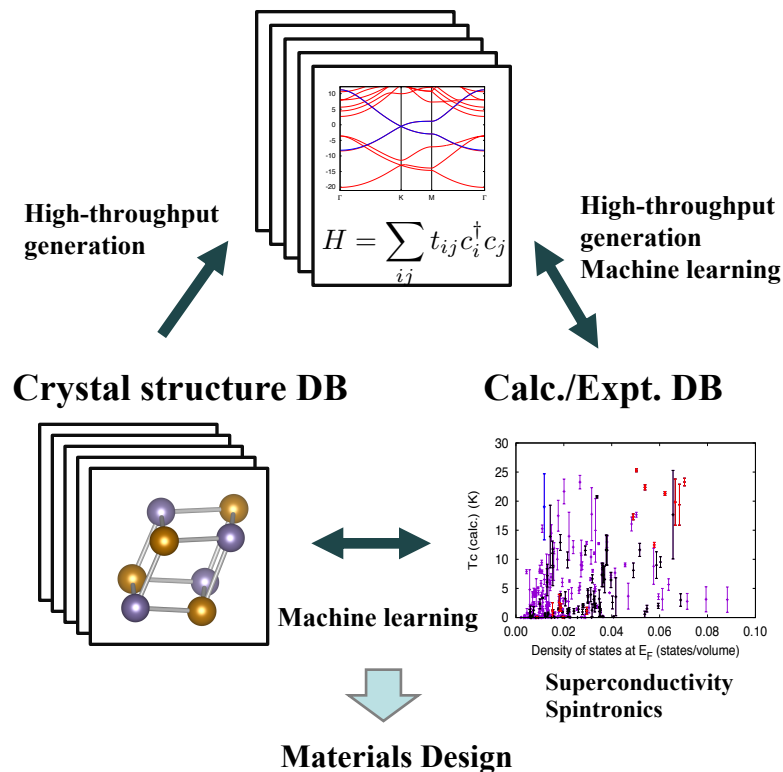 10
5
0
-5
-10
-15
-20
Γ K M Γ
H = ∑ t_{ij} c_i^† c_j
ij
High-throughput
generation
High-throughput
generation
Machine learning
Crystal structure DB
Calc./Expt. DB
Machine learning
Tc (calc.) (K)
30
25
20
15
10
5
0
0.00 0.02 0.04 0.06 0.08 0.10
Density of states at E_F (states/volume)
Superconductivity
Spintronics
Materials Design